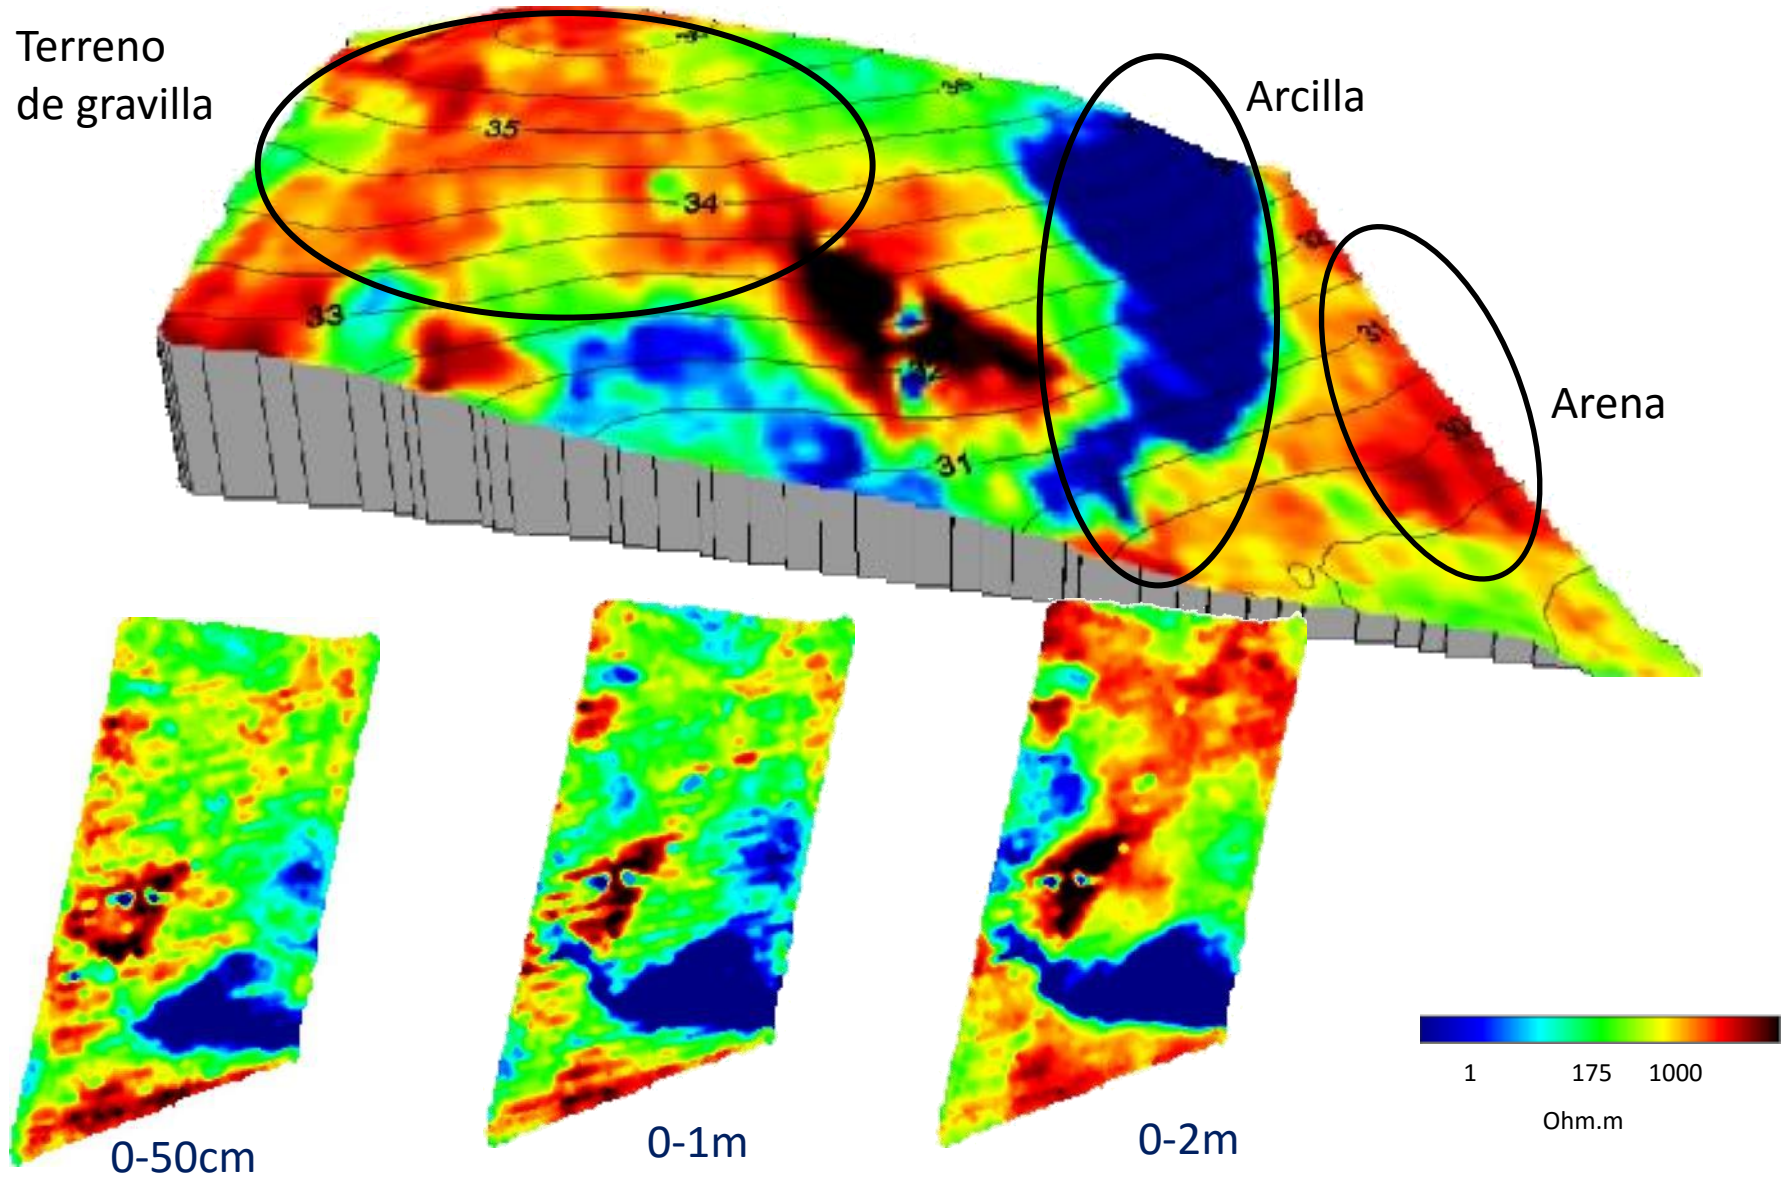 Terreno
de gravilla
Arcilla
Arena
36
35
34
33
31
0-50cm
0-1m
0-2m
1 175 1000
Ohm.m